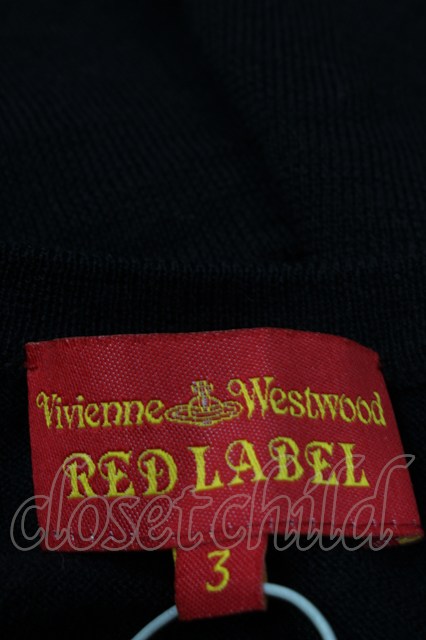 Vivienne Westwood
RED LABEL
closetchild
3